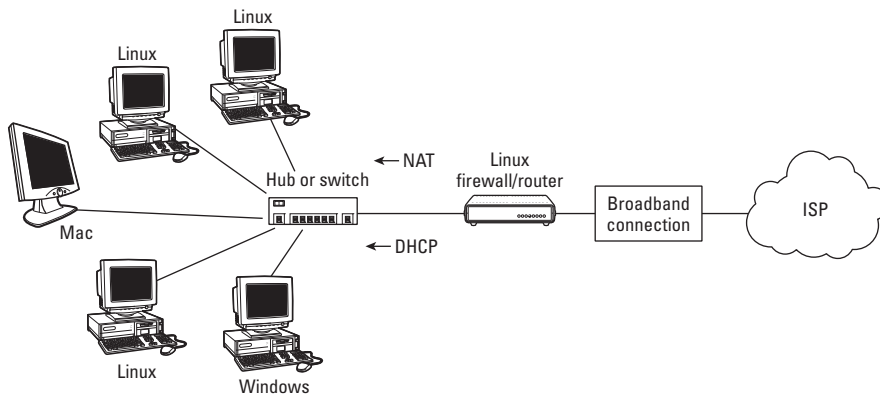 Linux
Linux
Hub or switch
← NAT
Linux
firewall/router
Broadband
connection
ISP
Mac
← DHCP
Linux
Windows